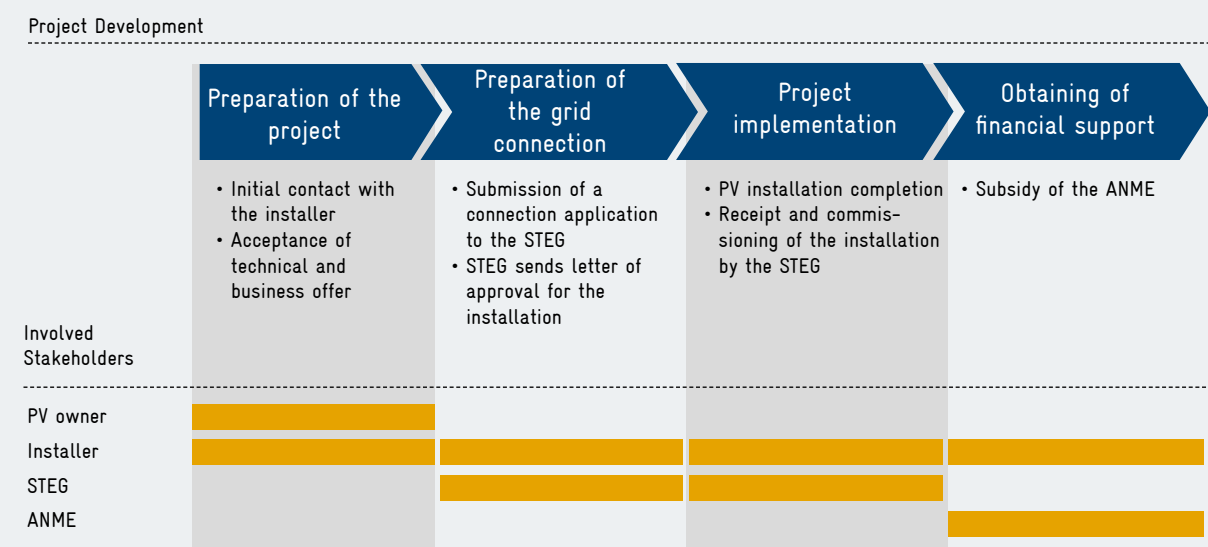 Project Development
Preparation of the
project
Preparation of
the grid
connection
Project
implementation
Obtaining of
financial support
• Initial contact with
the installer
• Acceptance of
technical and
business offer
• Submission of a
connection application
to the STEG
• STEG sends letter of
approval for the
installation
• PV installation completion
• Receipt and commis-
sioning of the installation
by the STEG
• Subsidy of the ANME
Involved
Stakeholders
PV owner
Installer
STEG
ANME